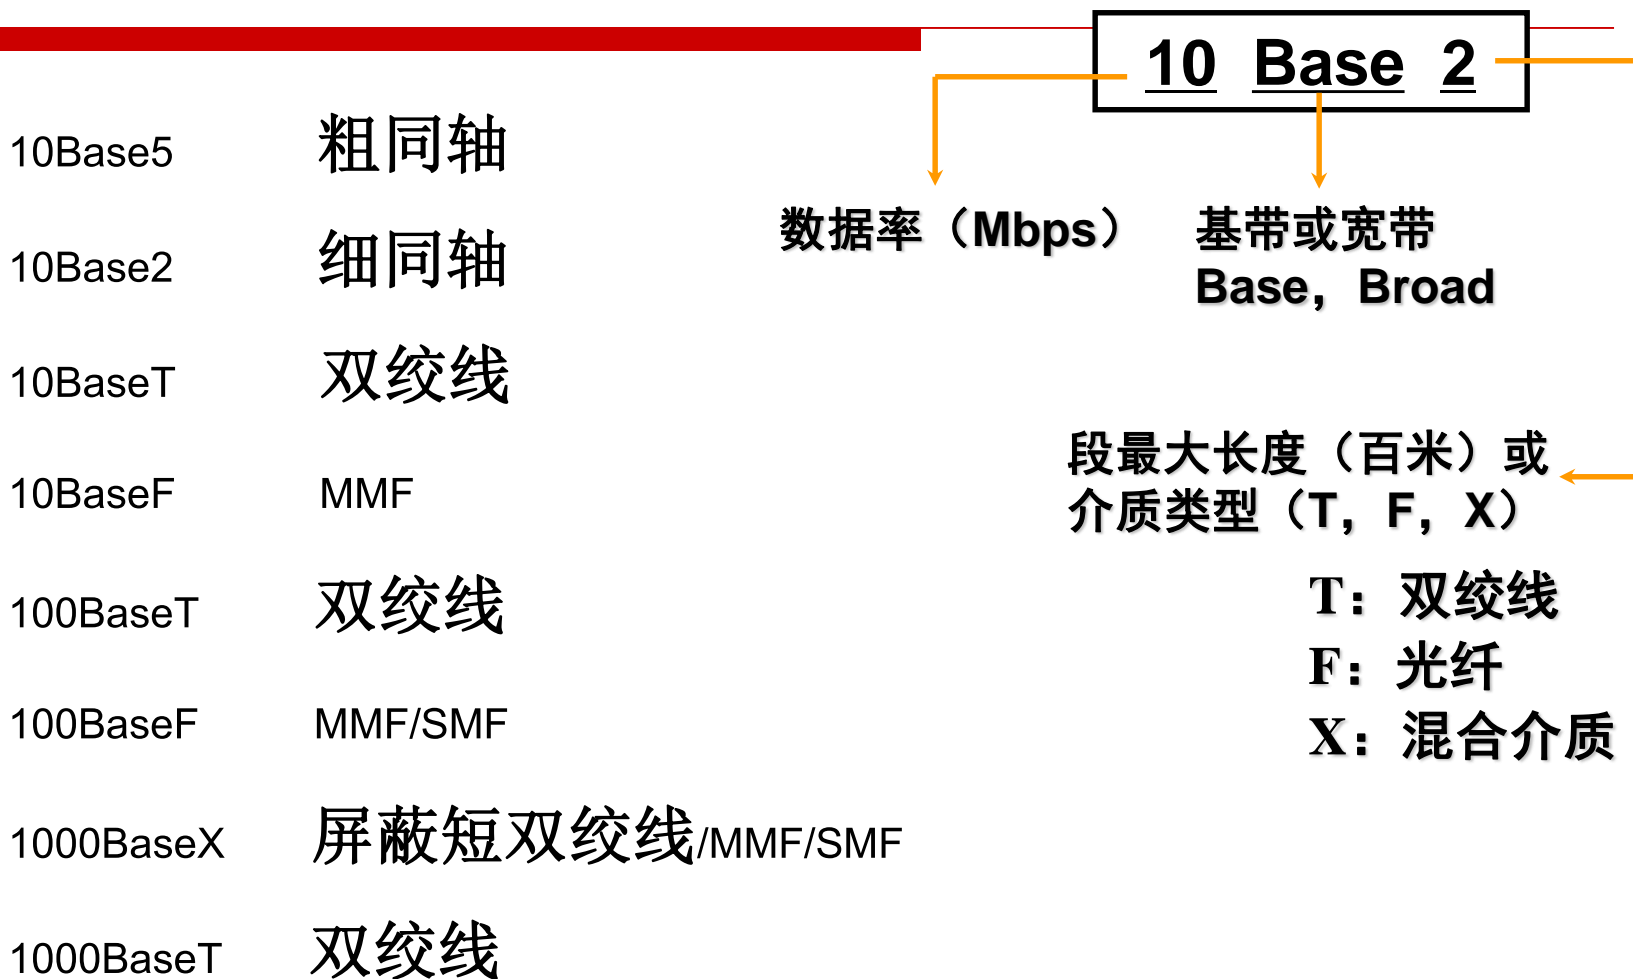 10 Base 2
数据率（Mbps）
基带或宽带
Base，Broad
段最大长度（百米）或
介质类型（T，F，X）
T：双绞线
F：光纤
X：混合介质
10Base5 粗同轴
10Base2 细同轴
10BaseT 双绞线
10BaseF MMF
100BaseT 双绞线
100BaseF MMF/SMF
1000BaseX 屏蔽短双绞线/MMF/SMF
1000BaseT 双绞线